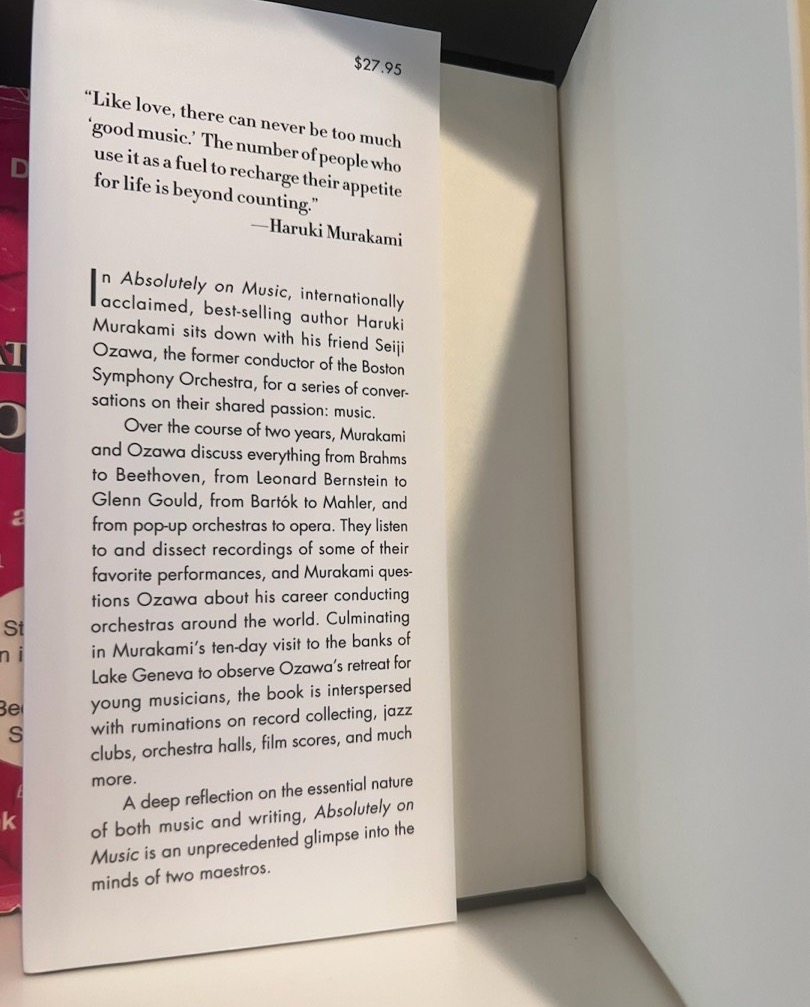 $27.95
“Like love, there can never be too much
‘good music.’ The number of people who
use it as a fuel to recharge their appetite
for life is beyond counting.”
—Haruki Murakami
In Absolutely on Music, internationally
acclaimed, best-selling author Haruki
Murakami sits down with his friend Seiji
Ozawa, the former conductor of the Boston
Symphony Orchestra, for a series of conver-
sations on their shared passion: music.
Over the course of two years, Murakami
and Ozawa discuss everything from Brahms
to Beethoven, from Leonard Bernstein to
Glenn Gould, from Bartók to Mahler, and
from pop-up orchestras to opera. They listen
to and dissect recordings of some of their
favorite performances, and Murakami ques-
tions Ozawa about his career conducting
orchestras around the world. Culminating
in Murakami’s ten-day visit to the banks of
Lake Geneva to observe Ozawa’s retreat for
young musicians, the book is interspersed
with ruminations on record collecting, jazz
clubs, orchestra halls, film scores, and much
more.
A deep reflection on the essential nature
of both music and writing, Absolutely on
Music is an unprecedented glimpse into the
minds of two maestros.